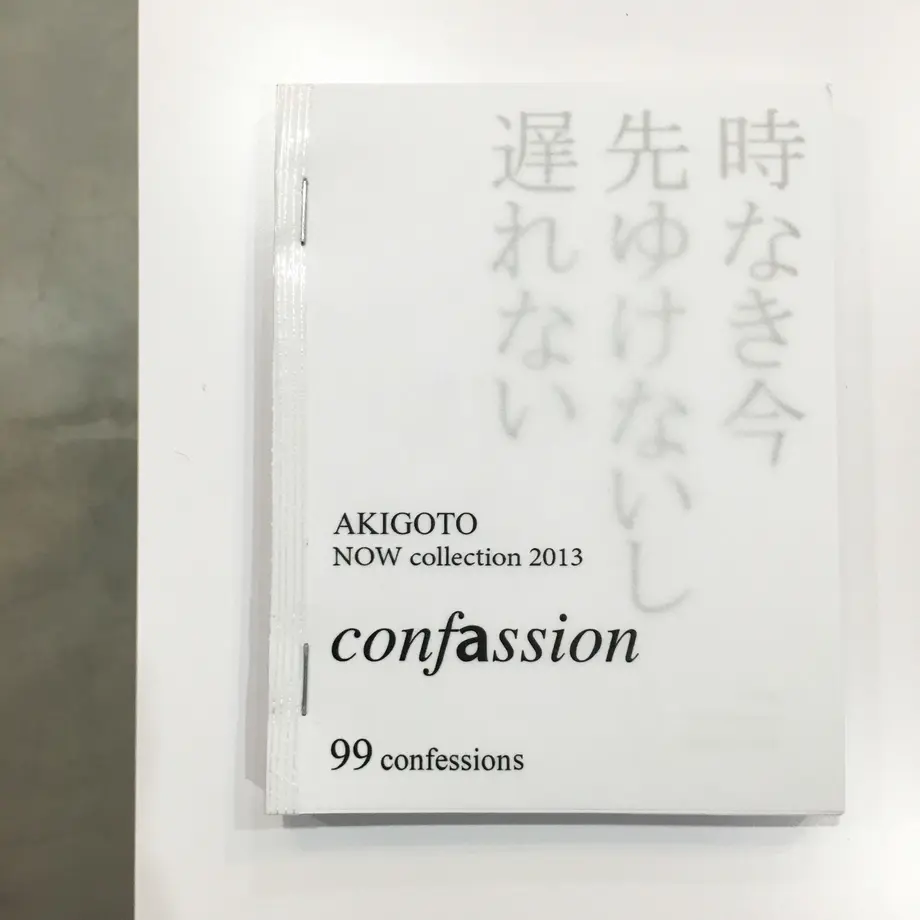 時なき今
先ゆけないし
遅れない
AKIGOTO
NOW collection 2013
confassion
99 confessions